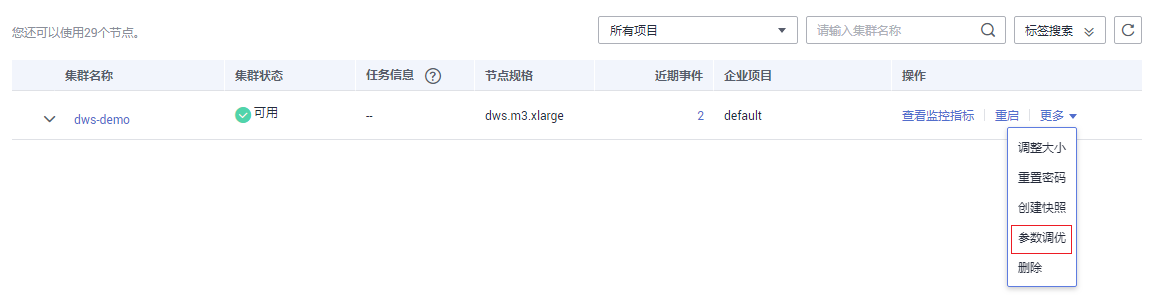 您还可以使用29个节点。
所有项目
请输入集群名称
标签搜索
集群名称 集群状态 任务信息 ? 节点规格 近期事件 企业项目 操作
dws-demo 可用 -- dws.m3.xlarge 2 default 查看监控指标 重启 更多
调整大小
重置密码
创建快照
参数调优
删除